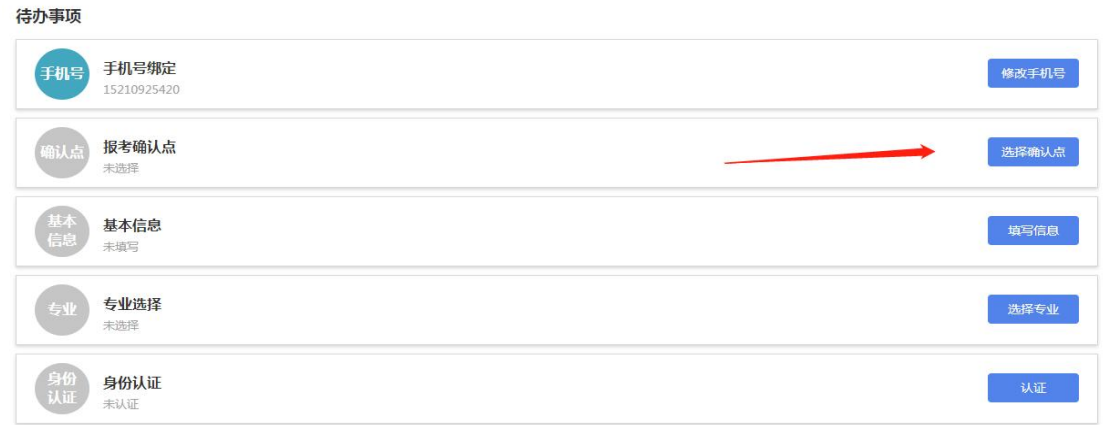 待办事项
手机号
手机号绑定
15210925420
修改手机号
确认点
报考确认点
未选择
选择确认点
基本
信息
基本信息
未填写
填写信息
专业
专业选择
未选择
选择专业
身份
认证
身份认证
未认证
认证